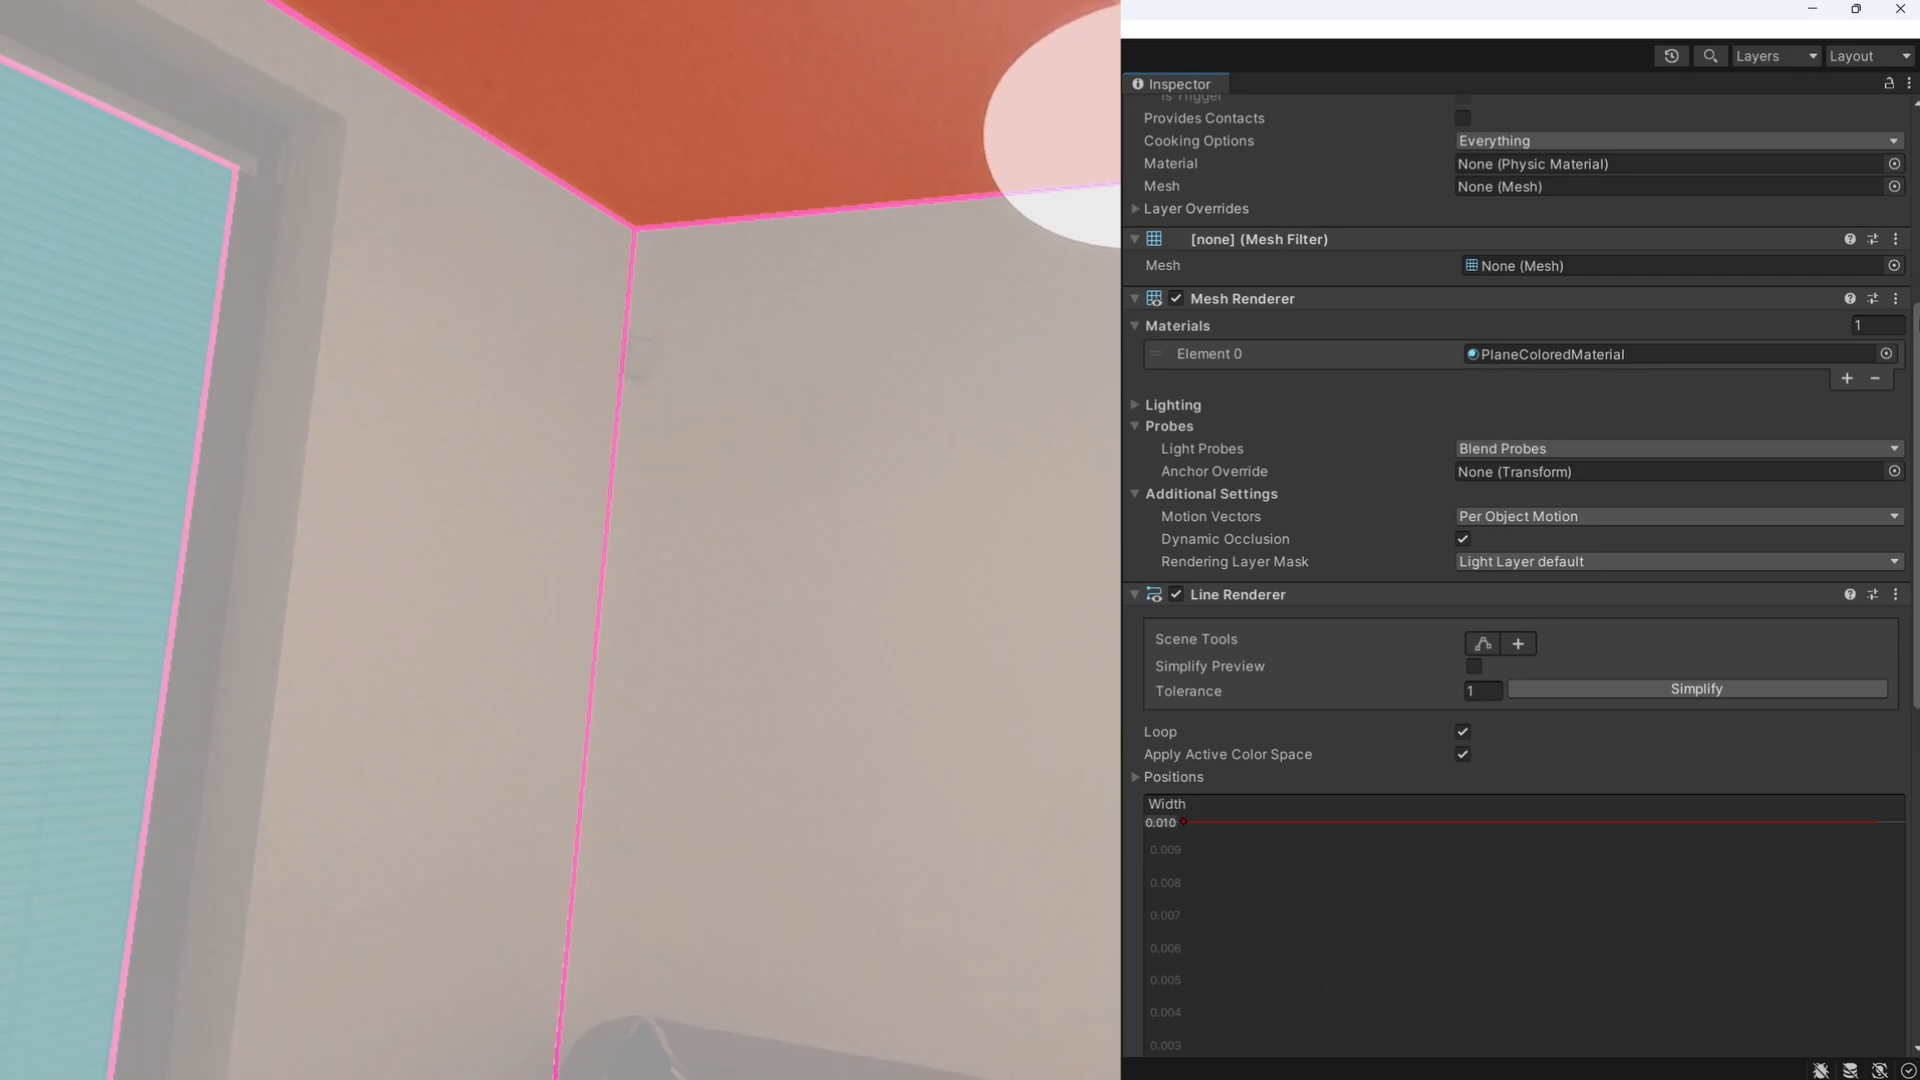 Layers
Layout
Inspector
Is Trigger
Provides Contacts
Cooking Options Everything
Material None (Physic Material)
Mesh None (Mesh)
Layer Overrides
[none] (Mesh Filter)
Mesh None (Mesh)
Mesh Renderer
Materials 1
Element 0 PlaneColoredMaterial
Lighting
Probes
Light Probes Blend Probes
Anchor Override None (Transform)
Additional Settings
Motion Vectors Per Object Motion
Dynamic Occlusion
Rendering Layer Mask Light Layer default
Line Renderer
Scene Tools
Simplify Preview
Tolerance 1 Simplify
Loop
Apply Active Color Space
Positions
Width
0.010
0.009
0.008
0.007
0.006
0.005
0.004
0.003